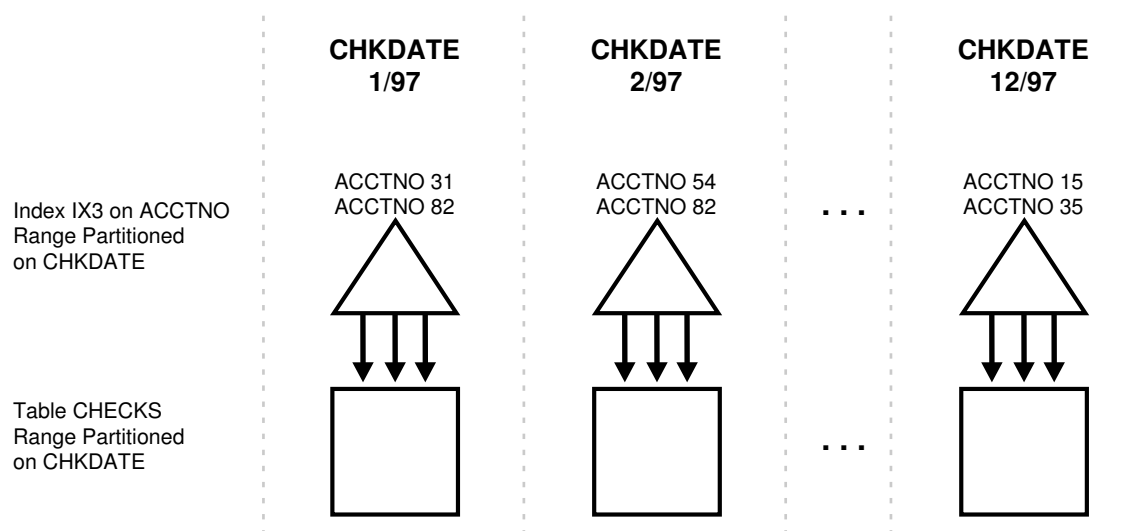 CHKDATE
1/97
CHKDATE
2/97
CHKDATE
12/97
Index IX3 on ACCTNO
Range Partitioned
on CHKDATE
ACCTNO 31
ACCTNO 82
ACCTNO 54
ACCTNO 82
. . .
ACCTNO 15
ACCTNO 35
Table CHECKS
Range Partitioned
on CHKDATE
. . .